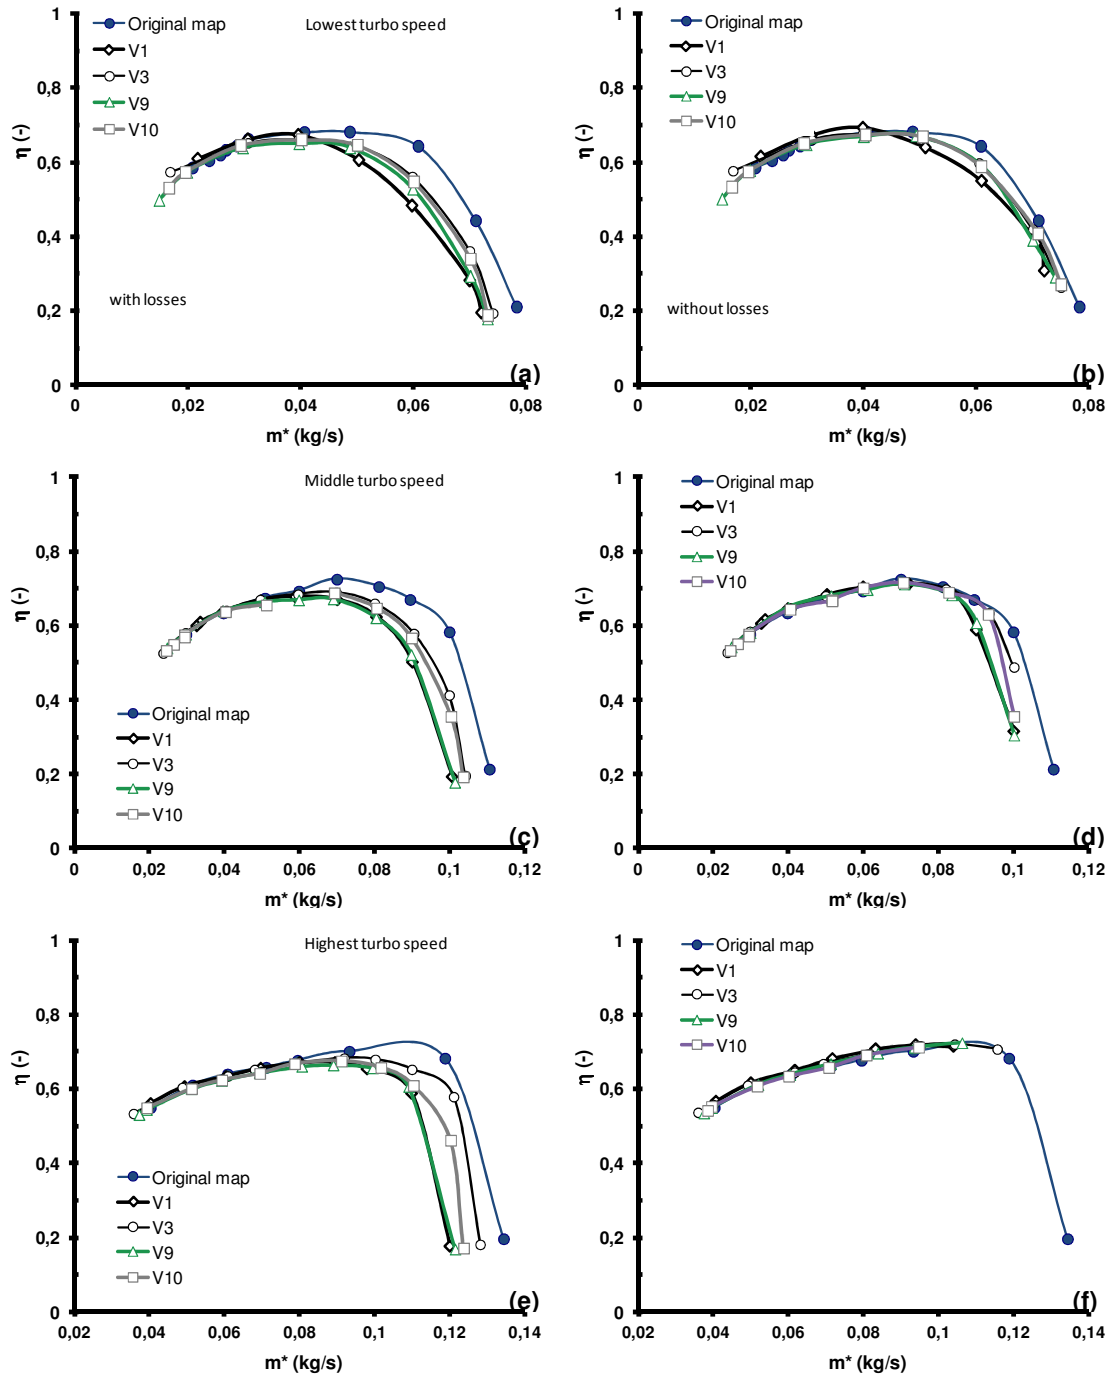 Lowest turbo speed
Original map
V1
V3
V9
V10
with losses
(a)
η (-)
1
0,8
0,6
0,4
0,2
0
0
0,02
0,04
0,06
0,08
m* (kg/s)
Original map
V1
V3
V9
V10
without losses
(b)
η (-)
1
0,8
0,6
0,4
0,2
0
0
0,02
0,04
0,06
0,08
m* (kg/s)
Middle turbo speed
Original map
V1
V3
V9
V10
(c)
η (-)
1
0,8
0,6
0,4
0,2
0
0
0,02
0,04
0,06
0,08
0,1
0,12
m* (kg/s)
Original map
V1
V3
V9
V10
(d)
η (-)
1
0,8
0,6
0,4
0,2
0
0
0,02
0,04
0,06
0,08
0,1
0,12
m* (kg/s)
Highest turbo speed
Original map
V1
V3
V9
V10
(e)
η (-)
1
0,8
0,6
0,4
0,2
0
0,02
0,04
0,06
0,08
0,1
0,12
0,14
m* (kg/s)
Original map
V1
V3
V9
V10
(f)
η (-)
1
0,8
0,6
0,4
0,2
0
0,02
0,04
0,06
0,08
0,1
0,12
0,14
m* (kg/s)